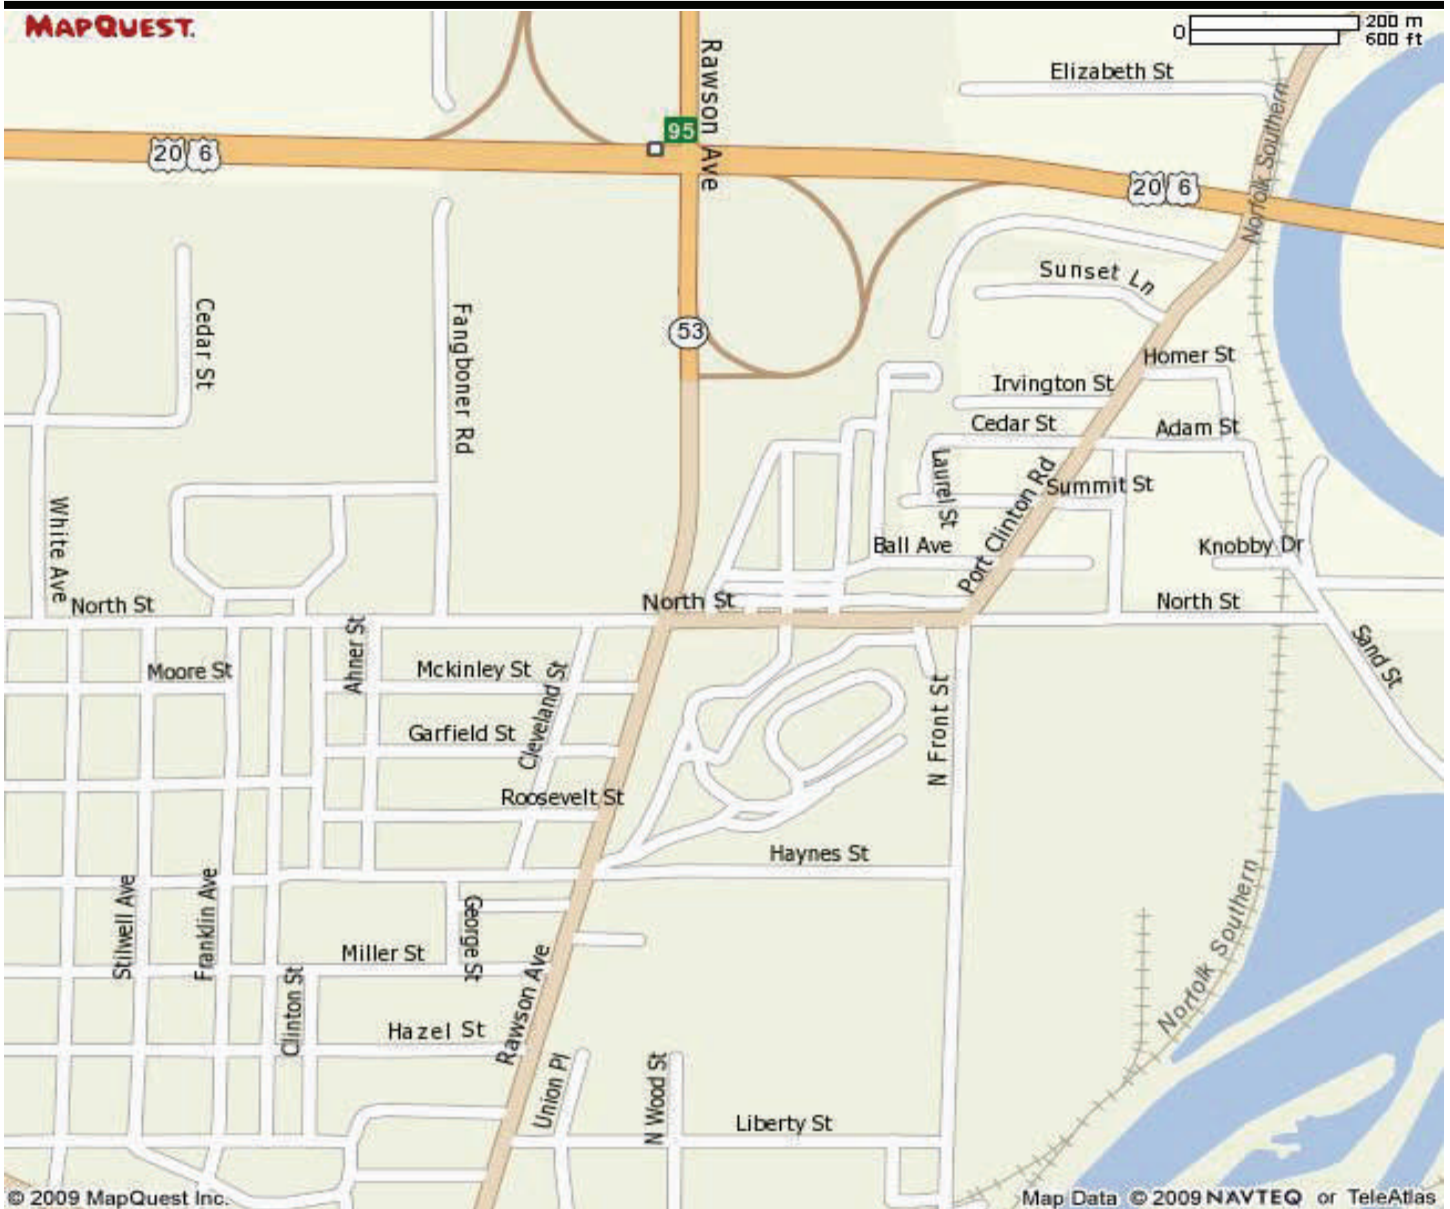 MAPQUEST.
0
200 m
600 ft
Rawson Ave
Elizabeth St
95
20
6
Norfolk Southern
20
6
Sunset Ln
Cedar St
Fangboner Rd
53
Homer St
Irvington St
Cedar St
Adam St
Laurel St
Port Clinton Rd
Summit St
White Ave
Ball Ave
Knobby Dr
North St
North St
North St
Ahner St
Sand St
Moore St
Mckinley St
Cleveland St
N Front St
Garfield St
Roosevelt St
Haynes St
Stilwell Ave
Franklin Ave
George St
Norfolk Southern
Miller St
Rawson Ave
Clinton St
Hazel St
Union Pl
N Wood St
Liberty St
© 2009 MapQuest Inc.
Map Data © 2009 NAVTEQ or TeleAtlas